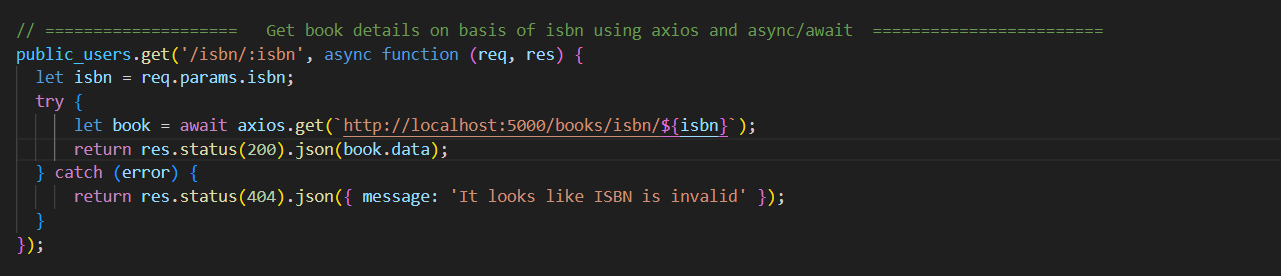 // ====================   Get book details on basis of isbn using axios and async/await  ========================
public_users.get('/isbn/:isbn', async function (req, res) {
  let isbn = req.params.isbn;
  try {
      let book = await axios.get(`http://localhost:5000/books/isbn/${isbn}`);
      return res.status(200).json(book.data);
  } catch (error) {
      return res.status(404).json({ message: 'It looks like ISBN is invalid' });
  }
});